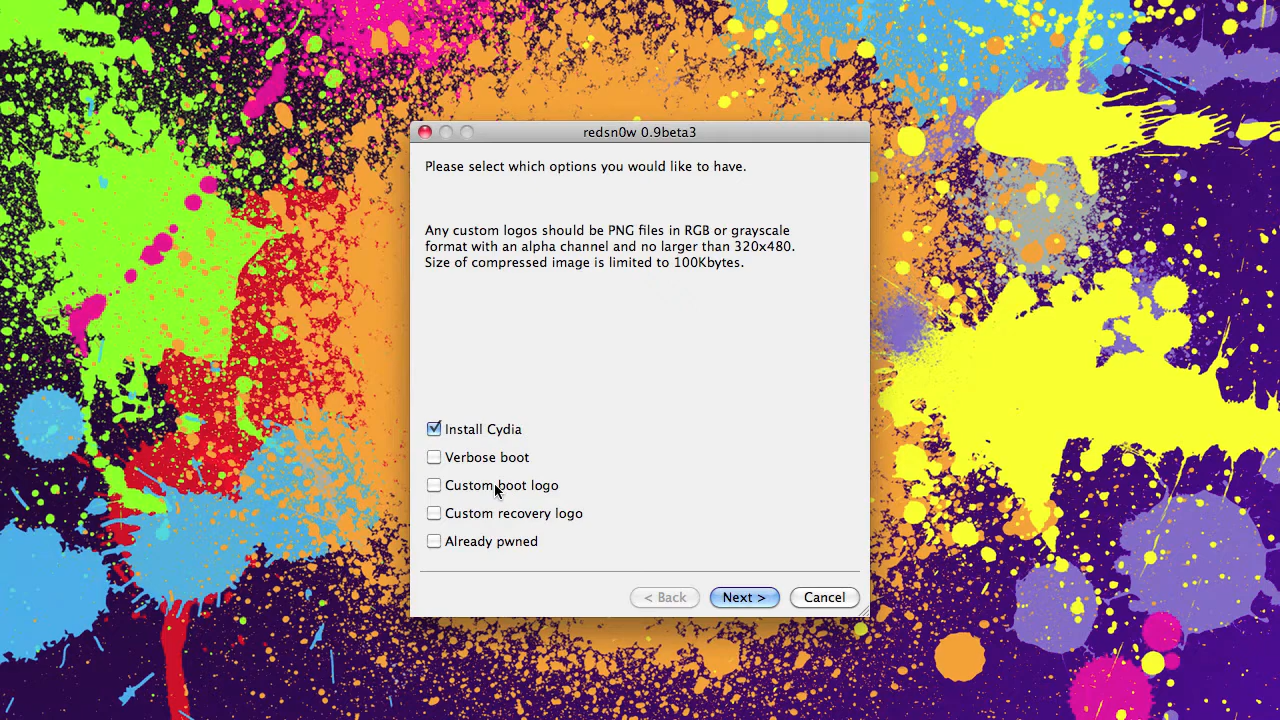 redsn0w 0.9beta3
Please select which options you would like to have.
Any custom logos should be PNG files in RGB or grayscale
format with an alpha channel and no larger than 320x480.
Size of compressed image is limited to 100Kbytes.
Install Cydia
Verbose boot
Custom boot logo
Custom recovery logo
Already pwned
< Back Next > Cancel